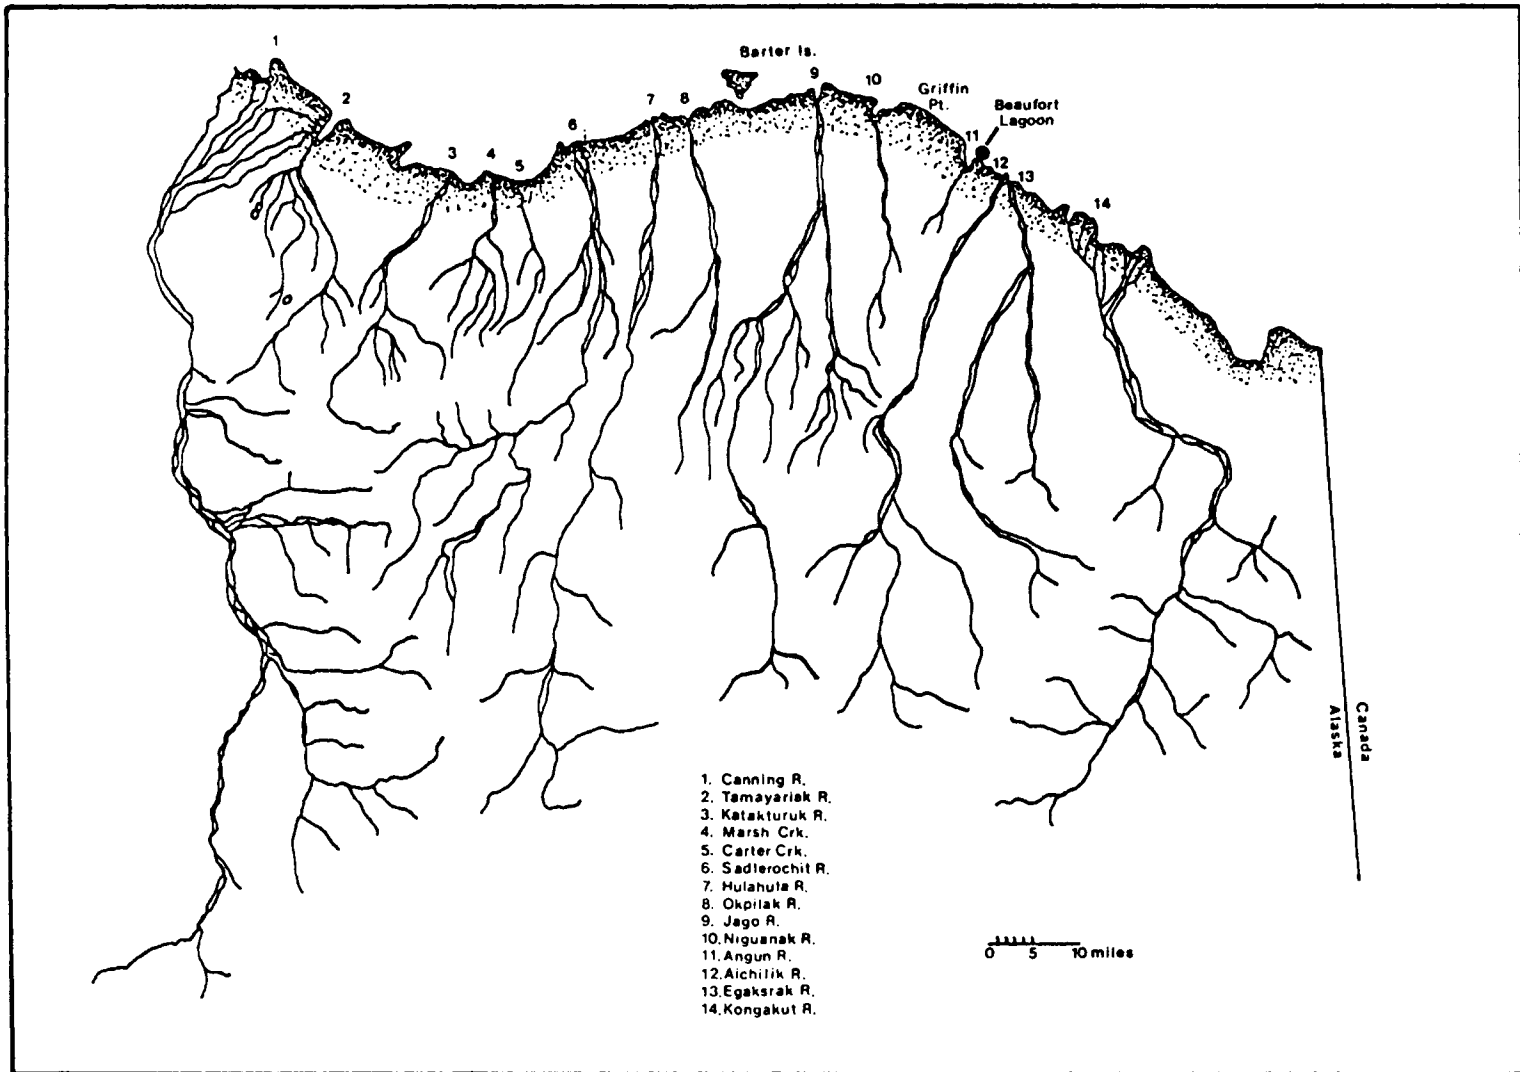 1
Barter Is.
2
3
4
5
6
7
8
9
10
Griffin
Pt.
Beaufort
Lagoon
11
12
13
14
Canada
Alaska
1. Canning R.
2. Tamayariak R.
3. Katakturuk R.
4. Marsh Crk.
5. Carter Crk.
6. Sadlerochit R.
7. Hulahula R.
8. Okpilak R.
9. Jago R.
10. Niguanak R.
11. Angun R.
12. Aichilik R.
13. Egaksrak R.
14. Kongakut R.
0 5 10 miles